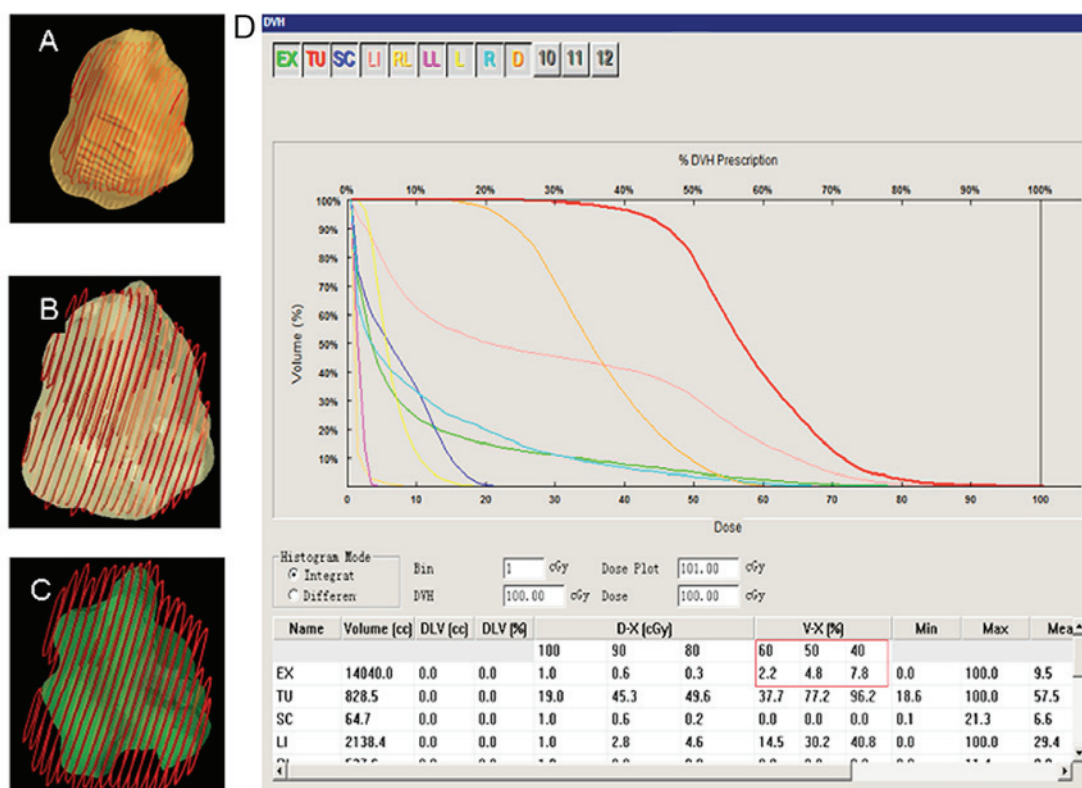 A
B
C
D
DVH
EX TU SC LI RL LL L R D 10 11 12
% DVH Prescription
0% 10% 20% 30% 40% 50% 60% 70% 80% 90% 100%
100%
90%
80%
70%
60%
50%
40%
30%
20%
10%
Volume (%)
0 10 20 30 40 50 60 70 80 90 100
Dose
Histogram Mode
Integrat
Differen
Bin 1 cGy Dose Plot 101.00 cGy
DVH 100.00 cGy Dose 100.00 cGy
Name Volume (cc) DLV (cc) DLV (%) D-X (cGy) V-X (%) Min Max Mea
100 90 80 60 50 40
EX 14040.0 0.0 0.0 1.0 0.6 0.3 2.2 4.8 7.8 0.0 100.0 9.5
TU 828.5 0.0 0.0 19.0 45.3 49.6 37.7 77.2 96.2 18.6 100.0 57.5
SC 64.7 0.0 0.0 1.0 0.6 0.2 0.0 0.0 0.0 0.1 21.3 6.6
LI 2138.4 0.0 0.0 1.0 2.8 4.6 14.5 30.2 40.8 0.0 100.0 29.4